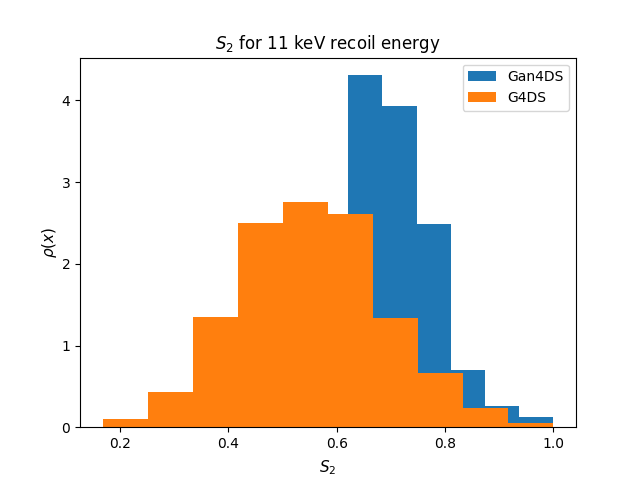 S₂ for 11 keV recoil energy
Gan4DS
G4DS
ρ(x)
4
3
2
1
0
0.2 0.4 0.6 0.8 1.0
S₂